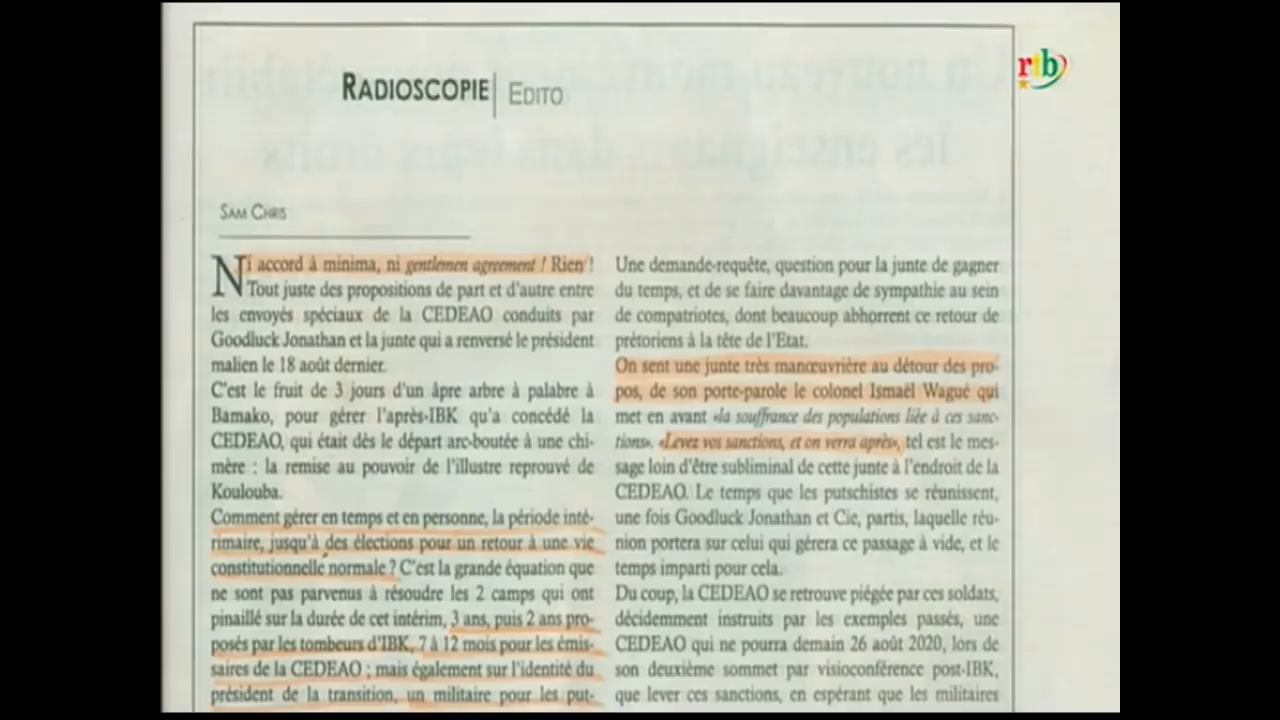 RADIOSCOPIE | EDITO
rtb
SAM CHRIS
Ni accord à minima, ni gentlemen agreement ! Rien !
Tout juste des propositions de part et d'autre entre
les envoyés spéciaux de la CEDEAO conduits par
Goodluck Jonathan et la junte qui a renversé le président
malien le 18 août dernier.
C'est le fruit de 3 jours d'un âpre arbre à palabre à
Bamako, pour gérer l'après-IBK qu'a concédé la
CEDEAO, qui était dès le départ arc-boutée à une chi-
mère : la remise au pouvoir de l'illustre reprouvé de
Koulouba.
Comment gérer en temps et en personne, la période inté-
rimaire, jusqu'à des élections pour un retour à une vie
constitutionnelle normale ? C'est la grande équation que
ne sont pas parvenus à résoudre les 2 camps qui ont
pinaillé sur la durée de cet intérim, 3 ans, puis 2 ans pro-
posés par les tombeurs d'IBK, 7 à 12 mois pour les émis-
saires de la CEDEAO ; mais également sur l'identité du
président de la transition, un militaire pour les put-
Une demande-requête, question pour la junte de gagner
du temps, et de se faire davantage de sympathie au sein
de compatriotes, dont beaucoup abhorrent ce retour de
prétoriens à la tête de l'Etat.
On sent une junte très manœuvrière au détour des pro-
pos, de son porte-parole le colonel Ismaël Wagué qui
met en avant «la souffrance des populations liée à ces sanc-
tions». «Levez vos sanctions, et on verra après», tel est le mes-
sage loin d'être subliminal de cette junte à l'endroit de la
CEDEAO. Le temps que les putschistes se réunissent,
une fois Goodluck Jonathan et Cie, partis, laquelle réu-
nion portera sur celui qui gérera ce passage à vide, et le
temps imparti pour cela.
Du coup, la CEDEAO se retrouve piégée par ces soldats,
décidemment instruits par les exemples passés, une
CEDEAO qui ne pourra demain 26 août 2020, lors de
son deuxième sommet par visioconférence post-IBK,
que lever ces sanctions, en espérant que les militaires